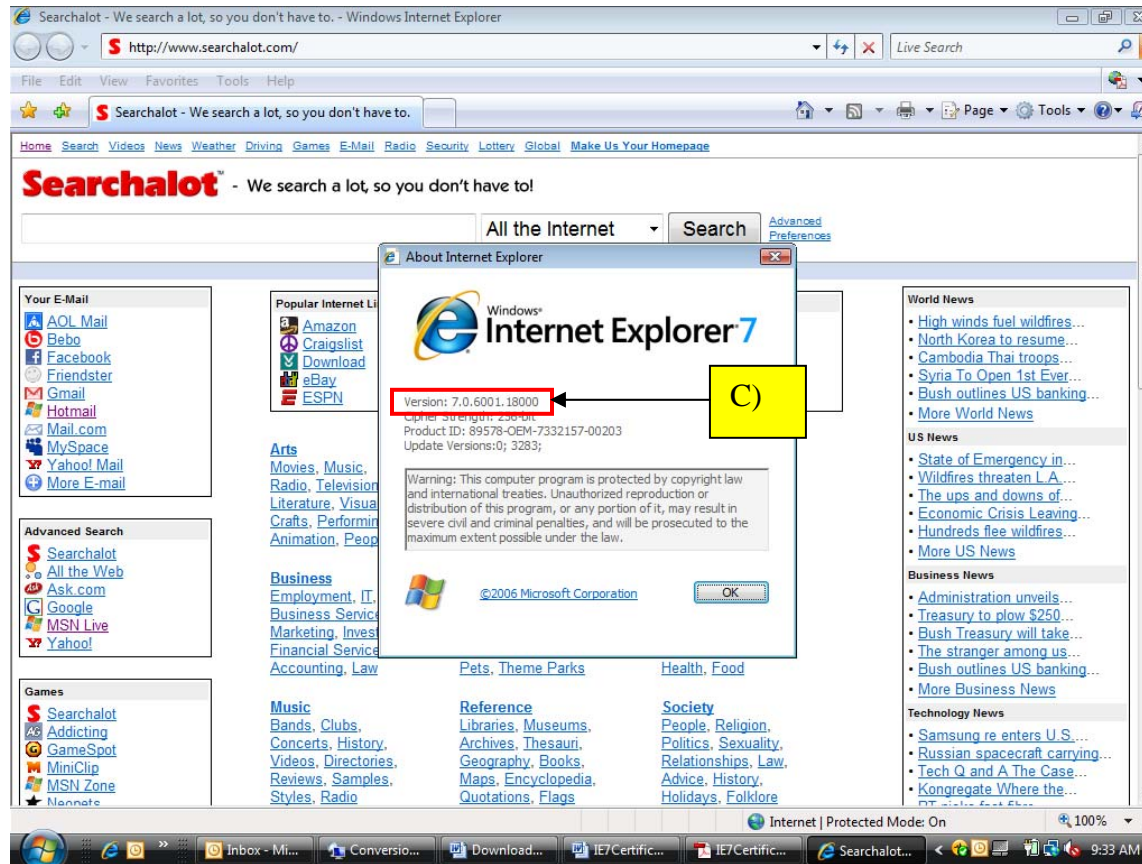 Searchalot - We search a lot, so you don't have to. - Windows Internet Explorer
http://www.searchalot.com/
Live Search
File Edit View Favorites Tools Help
Searchalot - We search a lot, so you don't have to.
Page Tools
Home Search Videos News Weather Driving Games E-Mail Radio Security Lottery Global Make Us Your Homepage
Searchalot™ - We search a lot, so you don't have to!
All the Internet Search
Advanced
Preferences
Your E-Mail
AOL Mail
Bebo
Facebook
Friendster
Gmail
Hotmail
Mail.com
MySpace
Yahoo! Mail
More E-mail
Advanced Search
Searchalot
All the Web
Ask.com
Google
MSN Live
Yahoo!
Games
Searchalot
Addicting
GameSpot
MiniClip
MSN Zone
Neopets
Popular Internet Li
Amazon
Craigslist
Download
eBay
ESPN
Arts
Movies, Music,
Radio, Television
Literature, Visua
Crafts, Performin
Animation, Peop
Business
Employment, IT,
Business Service
Marketing, Invest
Financial Service
Accounting, Law
Pets, Theme Parks
Health, Food
Music
Bands, Clubs,
Concerts, History,
Videos, Directories,
Reviews, Samples,
Styles, Radio
Reference
Libraries, Museums,
Archives, Thesauri,
Geography, Books,
Maps, Encyclopedia,
Quotations, Flags
Society
People, Religion,
Politics, Sexuality,
Relationships, Law,
Advice, History,
Holidays, Folklore
About Internet Explorer
Windows®
Internet Explorer 7
Version: 7.0.6001.18000
Cipher Strength: 256-bit
Product ID: 89578-OEM-7332157-00203
Update Versions:0; 3283;
C)
Warning: This computer program is protected by copyright law
and international treaties. Unauthorized reproduction or
distribution of this program, or any portion of it, may result in
severe civil and criminal penalties, and will be prosecuted to the
maximum extent possible under the law.
©2006 Microsoft Corporation
OK
World News
High winds fuel wildfires...
North Korea to resume...
Cambodia Thai troops...
Syria To Open 1st Ever...
Bush outlines US banking...
More World News
US News
State of Emergency in...
Wildfires threaten L.A....
The ups and downs of...
Economic Crisis Leaving...
Hundreds flee wildfires...
More US News
Business News
Administration unveils...
Treasury to plow $250...
Bush Treasury will take...
The stranger among us...
Bush outlines US banking...
More Business News
Technology News
Samsung re enters U.S....
Russian spacecraft carrying...
Tech Q and A The Case...
Kongregate Where the...
Internet | Protected Mode: On
100%
Inbox - Mi... Conversio... Download... IE7Certific... IE7Certific... Searchalot... 9:33 AM